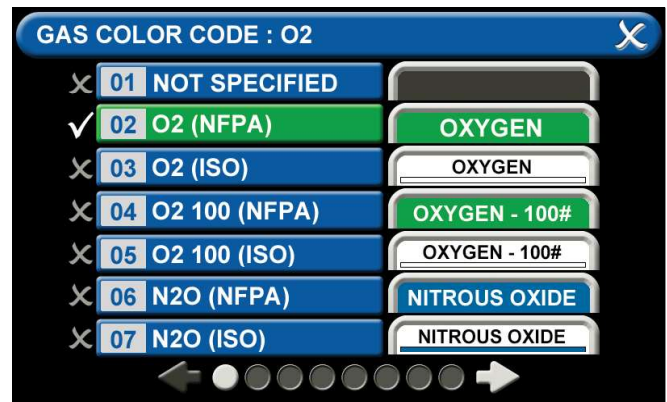 GAS COLOR CODE : O2
01 NOT SPECIFIED
02 O2 (NFPA) OXYGEN
03 O2 (ISO) OXYGEN
04 O2 100 (NFPA) OXYGEN - 100#
05 O2 100 (ISO) OXYGEN - 100#
06 N2O (NFPA) NITROUS OXIDE
07 N2O (ISO) NITROUS OXIDE